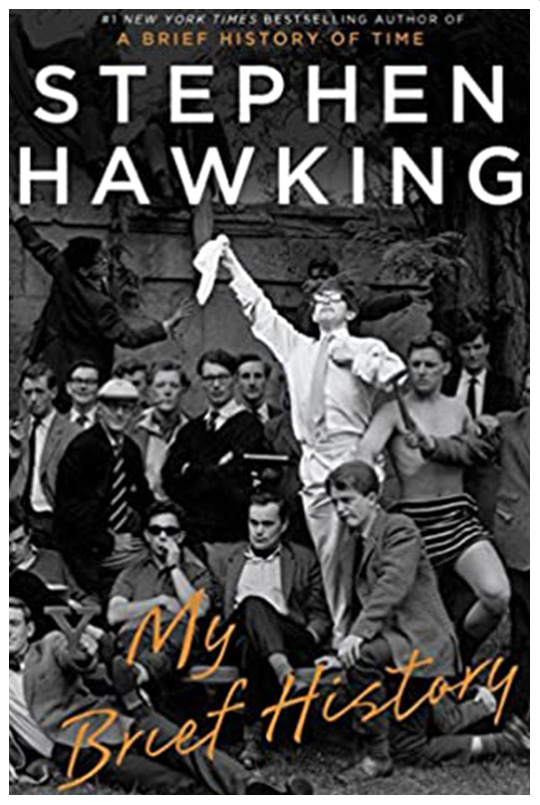 #1 NEW YORK TIMES BESTSELLING AUTHOR OF
A BRIEF HISTORY OF TIME
STEPHEN
HAWKING
My
Brief History